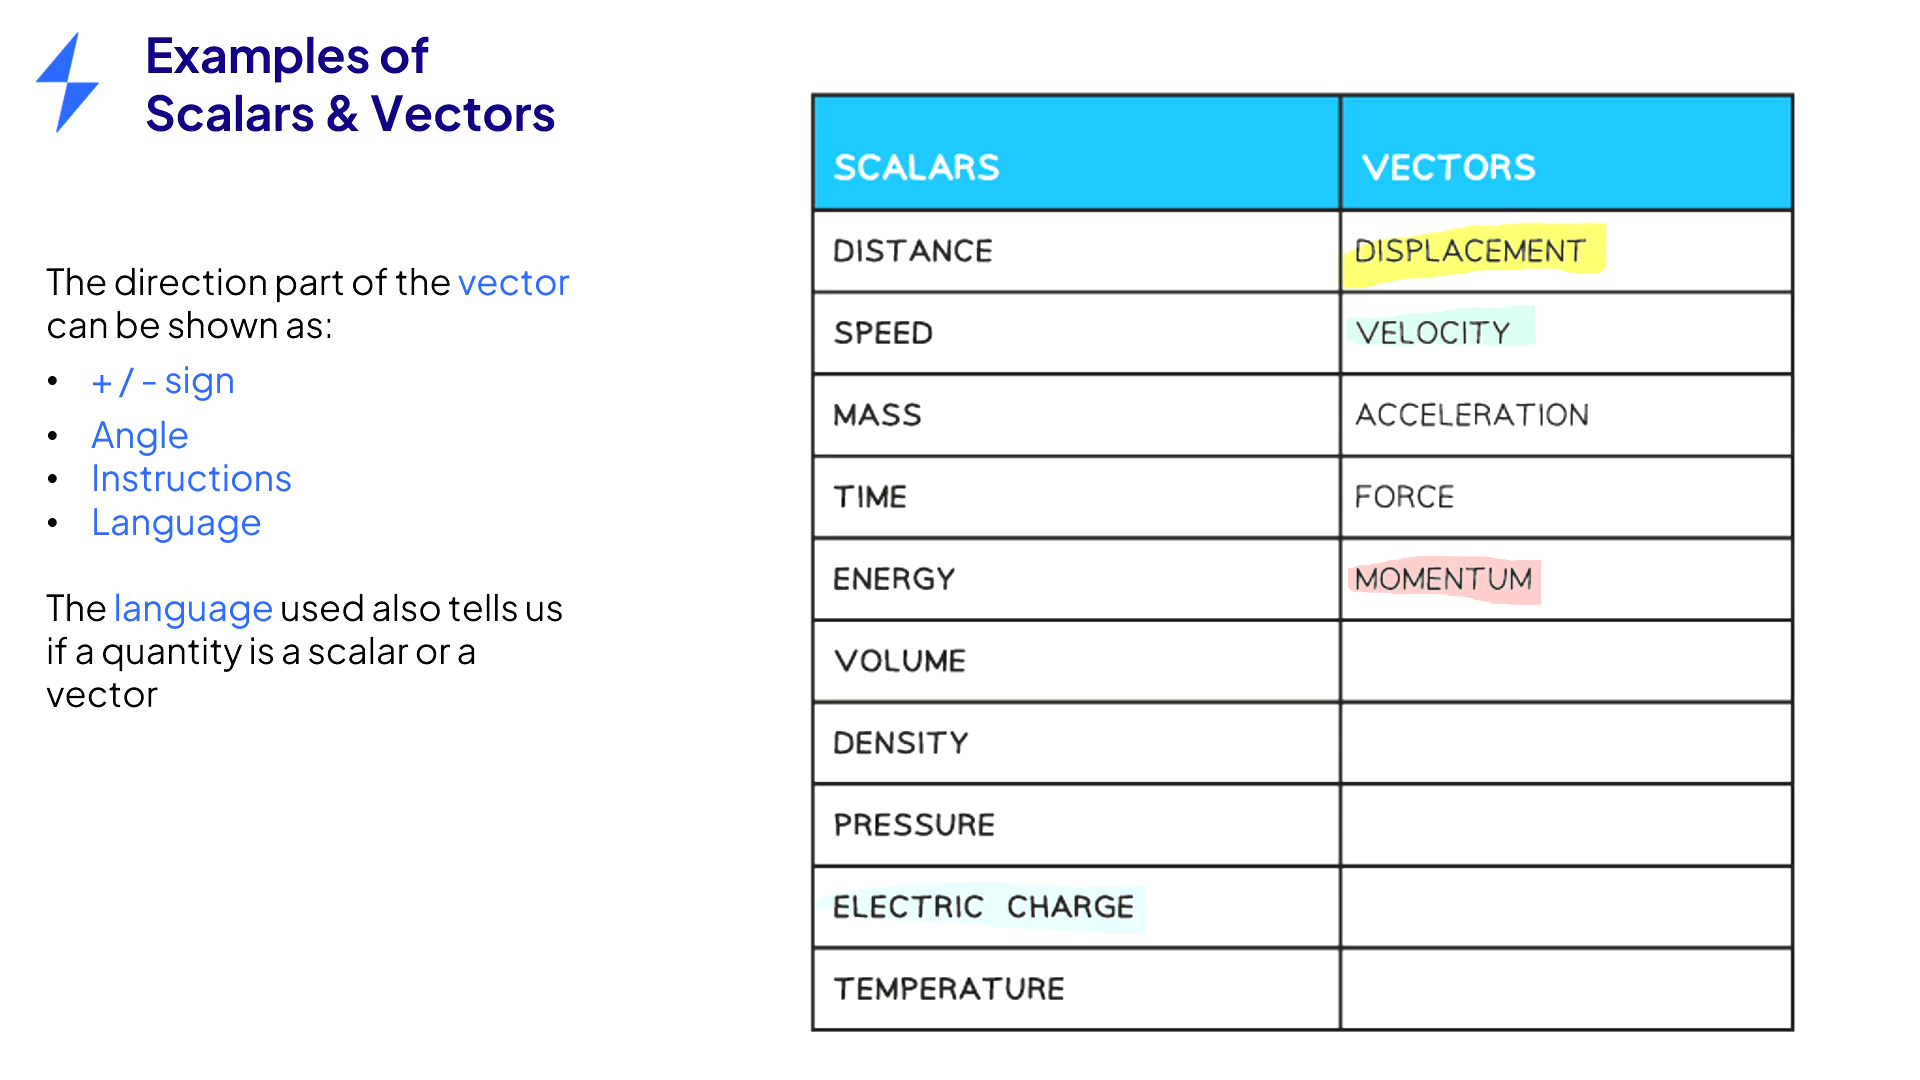 Examples of
Scalars & Vectors
The direction part of the vector
can be shown as:
• + / - sign
• Angle
• Instructions
• Language
The language used also tells us
if a quantity is a scalar or a
vector
SCALARS VECTORS
DISTANCE DISPLACEMENT
SPEED VELOCITY
MASS ACCELERATION
TIME FORCE
ENERGY MOMENTUM
VOLUME
DENSITY
PRESSURE
ELECTRIC CHARGE
TEMPERATURE